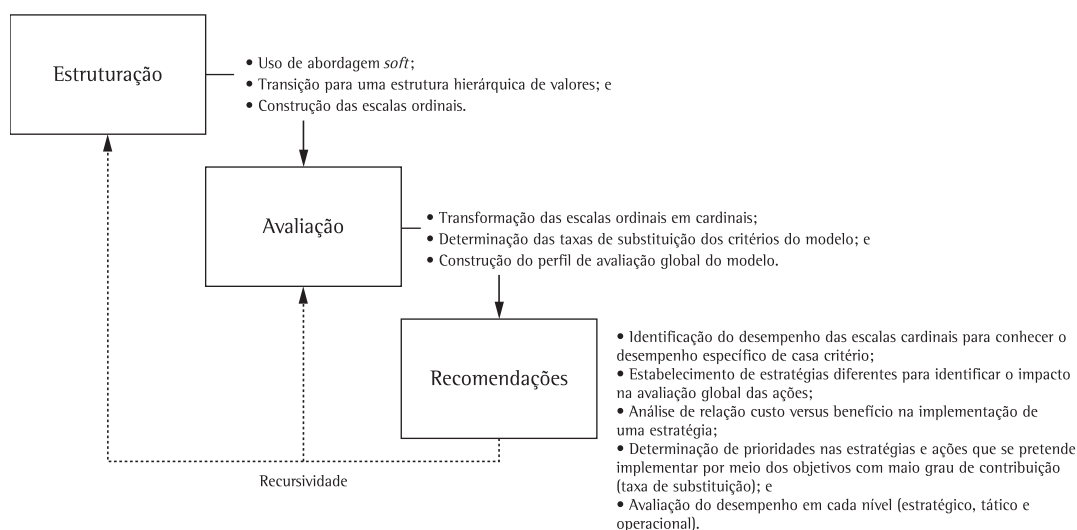 Estruturação
• Uso de abordagem soft;
• Transição para uma estrutura hierárquica de valores; e
• Construção das escalas ordinais.
Avaliação
• Transformação das escalas ordinais em cardinais;
• Determinação das taxas de substituição dos critérios do modelo; e
• Construção do perfil de avaliação global do modelo.
Recomendações
• Identificação do desempenho das escalas cardinais para conhecer o
desempenho específico de casa critério;
• Estabelecimento de estratégias diferentes para identificar o impacto
na avaliação global das ações;
• Análise de relação custo versus benefício na implementação de
uma estratégia;
• Determinação de prioridades nas estratégias e ações que se pretende
implementar por meio dos objetivos com maio grau de contribuição
(taxa de substituição); e
• Avaliação do desempenho em cada nível (estratégico, tático e
operacional).
Recursividade